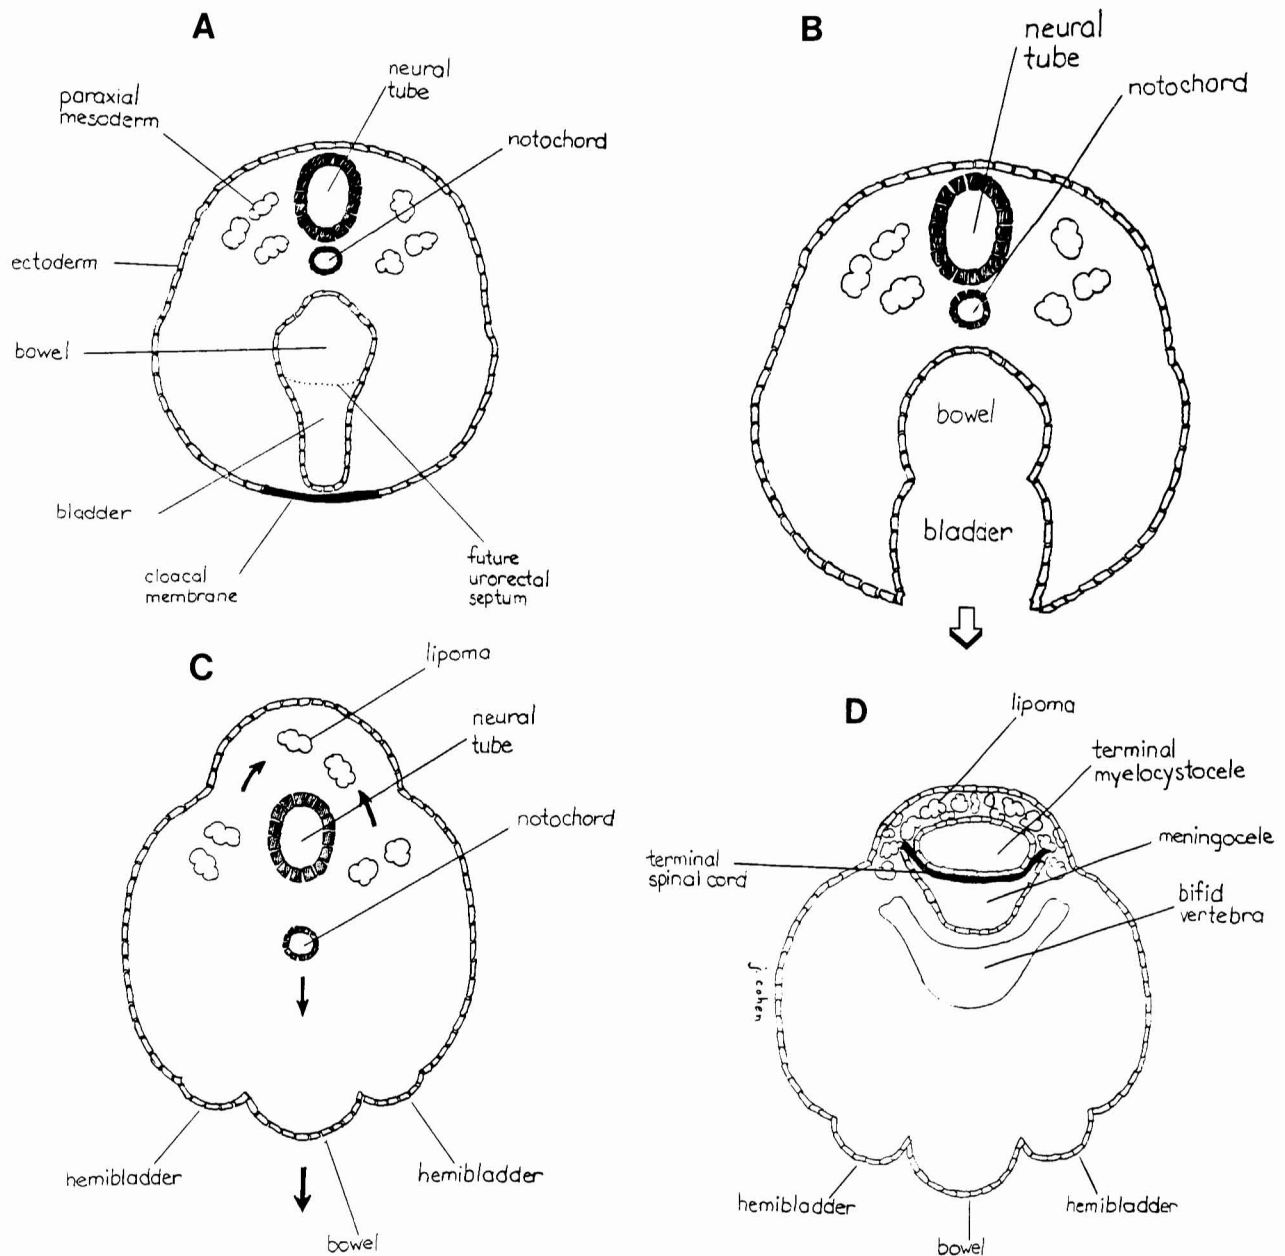 A
neural
tube
paraxial
mesoderm
notochord
ectoderm
bowel
bladder
cloacal
membrane
future
urorectal
septum
B
neural
tube
notochord
bowel
bladder
C
lipoma
neural
tube
notochord
hemibladder
hemibladder
bowel
D
lipoma
terminal
myelocystocele
meningocele
terminal
spinal cord
bifid
vertebra
j. cohen
hemibladder
hemibladder
bowel